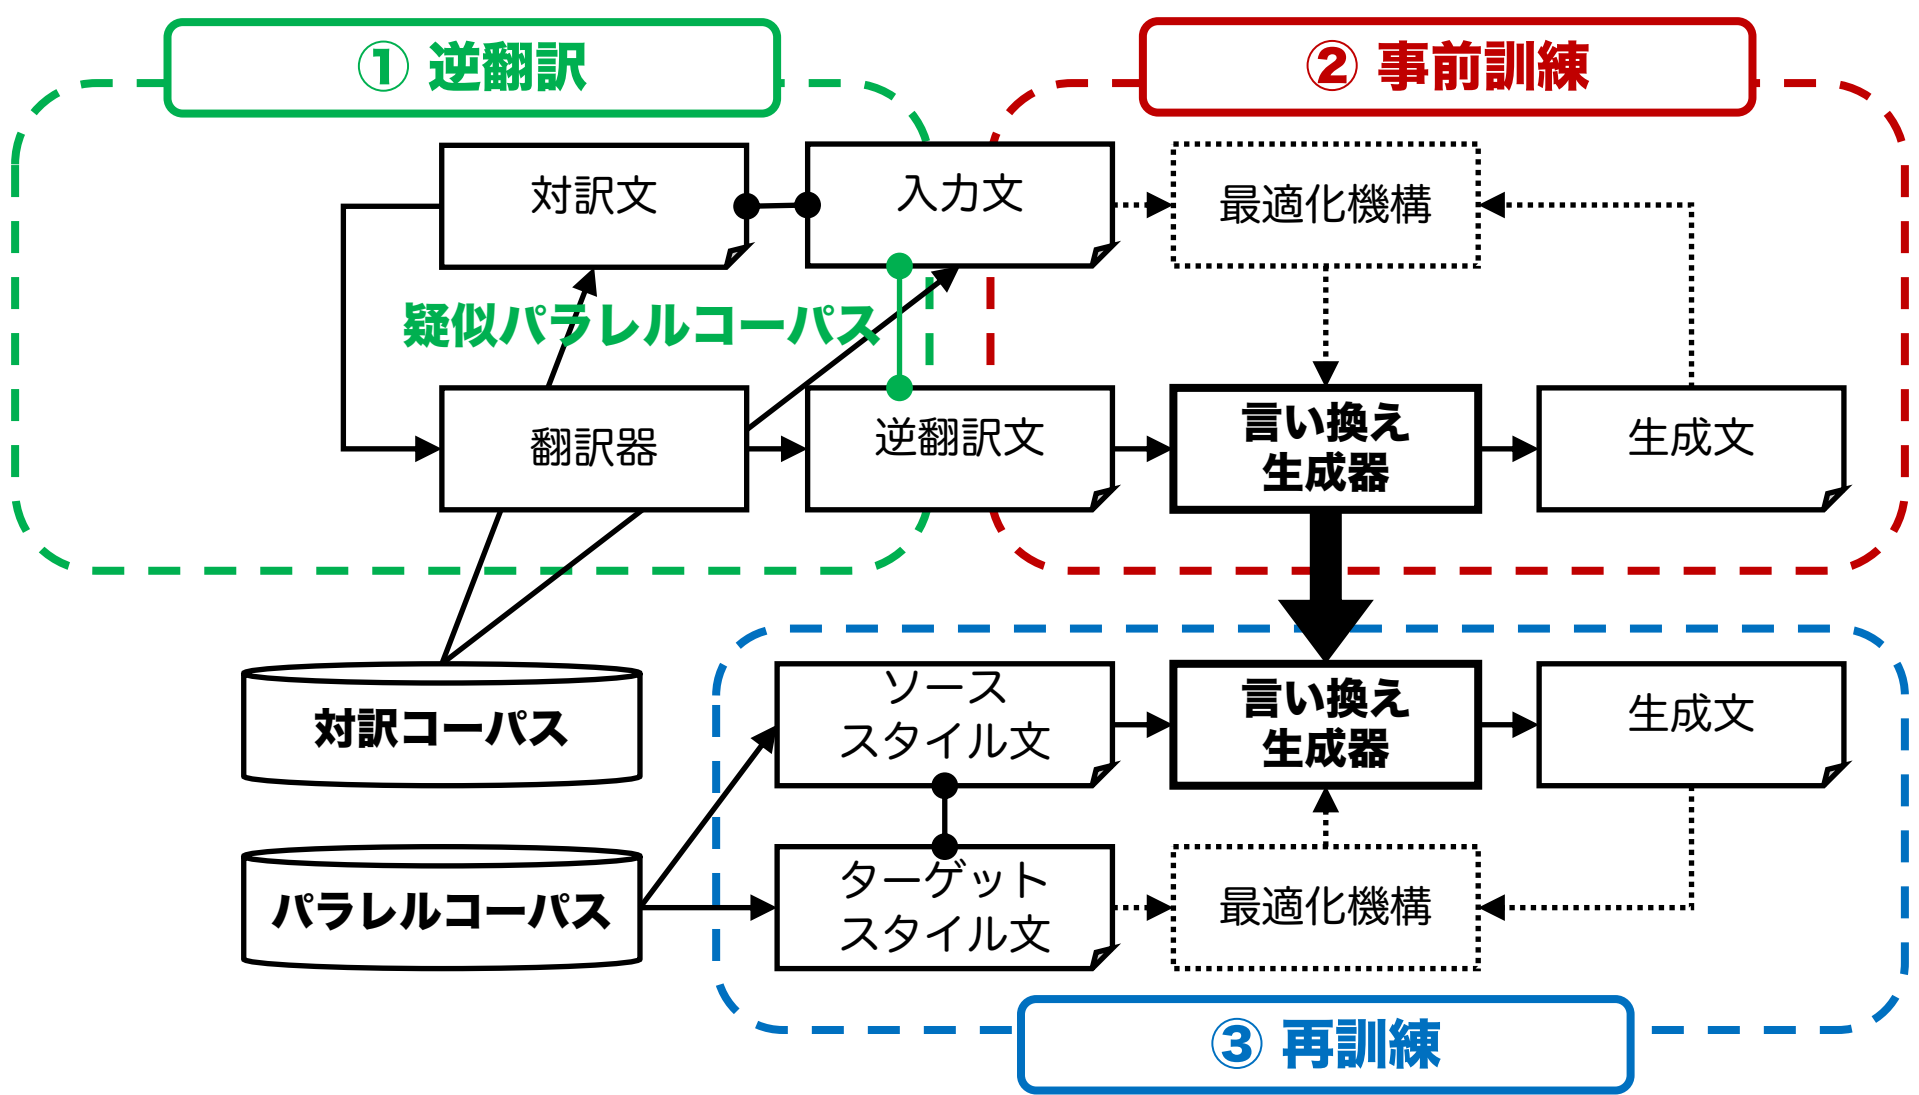 ① 逆翻訳
② 事前訓練
対訳文
入力文
最適化機構
疑似パラレルコーパス
翻訳器
逆翻訳文
言い換え
生成器
生成文
対訳コーパス
ソース
スタイル文
言い換え
生成器
生成文
パラレルコーパス
ターゲット
スタイル文
最適化機構
③ 再訓練